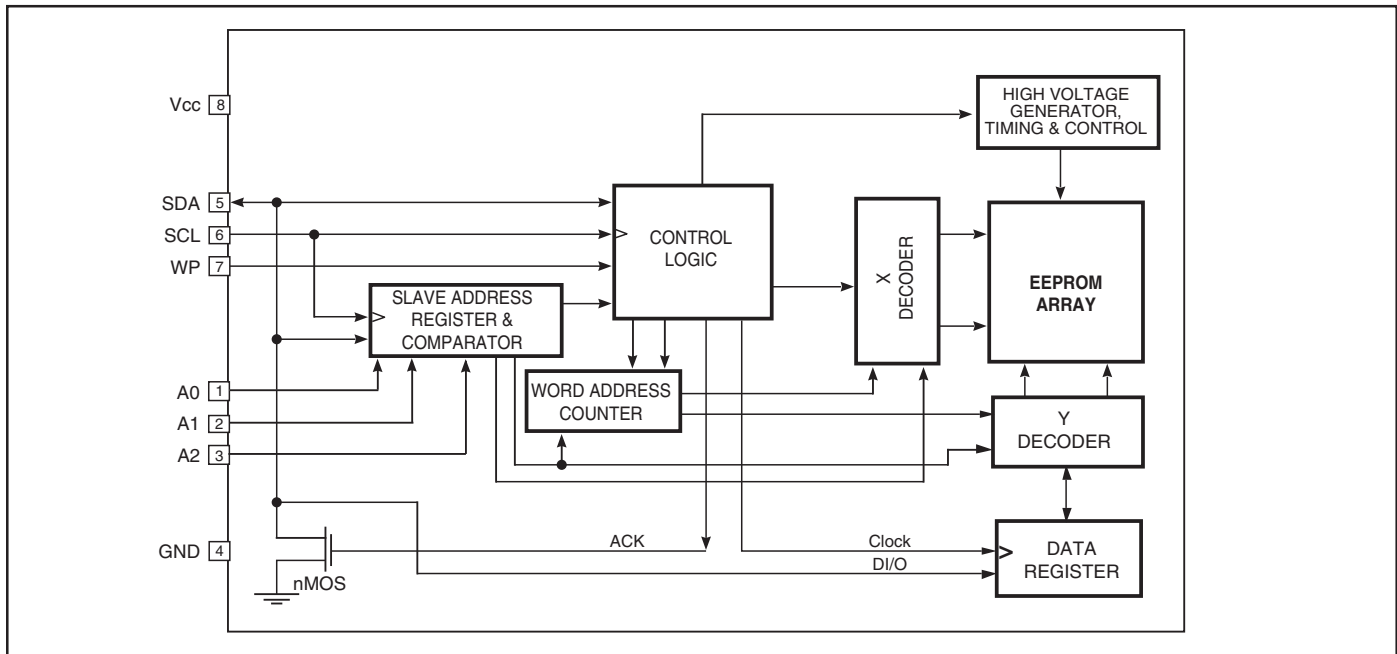 Vcc 8
SDA 5
SCL 6
WP 7
A0 1
A1 2
A2 3
GND 4
HIGH VOLTAGE
GENERATOR,
TIMING & CONTROL
CONTROL
LOGIC
SLAVE ADDRESS
REGISTER &
COMPARATOR
WORD ADDRESS
COUNTER
X
DECODER
EEPROM
ARRAY
Y
DECODER
DATA
REGISTER
ACK
Clock
DI/O
nMOS